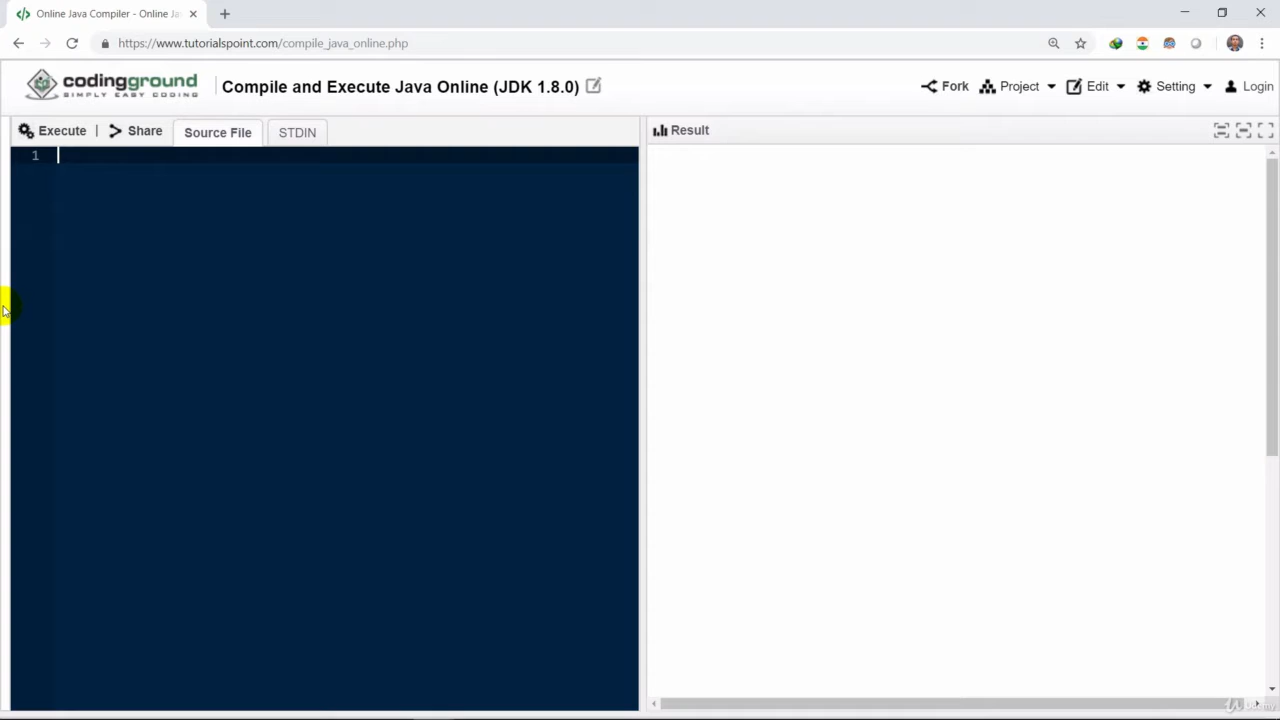 Online Java Compiler - Online Ja
https://www.tutorialspoint.com/compile_java_online.php
codingground
SIMPLY EASY CODING
Compile and Execute Java Online (JDK 1.8.0)
Fork
Project
Edit
Setting
Login
Execute | Share
Source File
STDIN
Result
1
Udemy